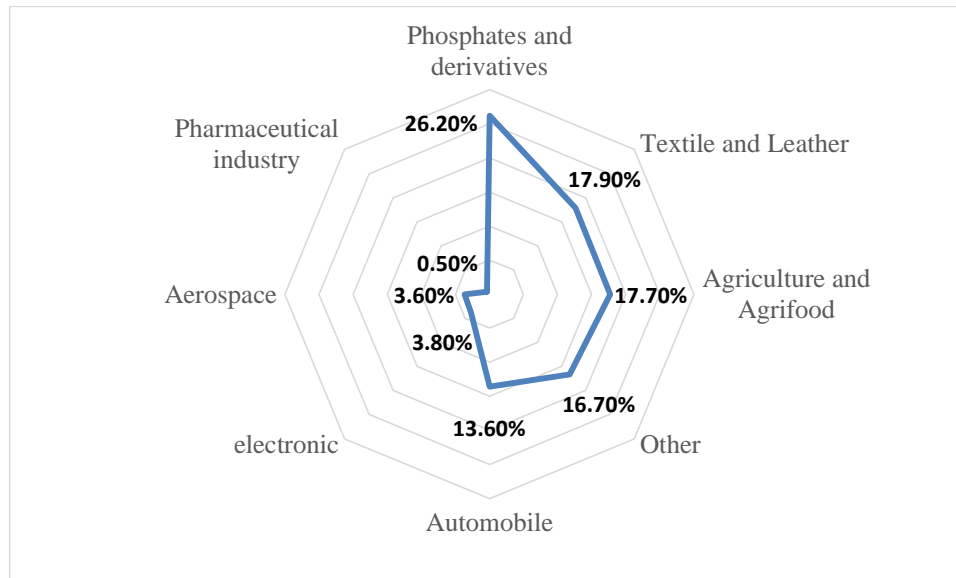 Phosphates and
derivatives
26.20%
Textile and Leather
17.90%
Agriculture and
Agrifood
17.70%
Other
16.70%
Automobile
13.60%
electronic
3.80%
Aerospace
3.60%
Pharmaceutical
industry
0.50%